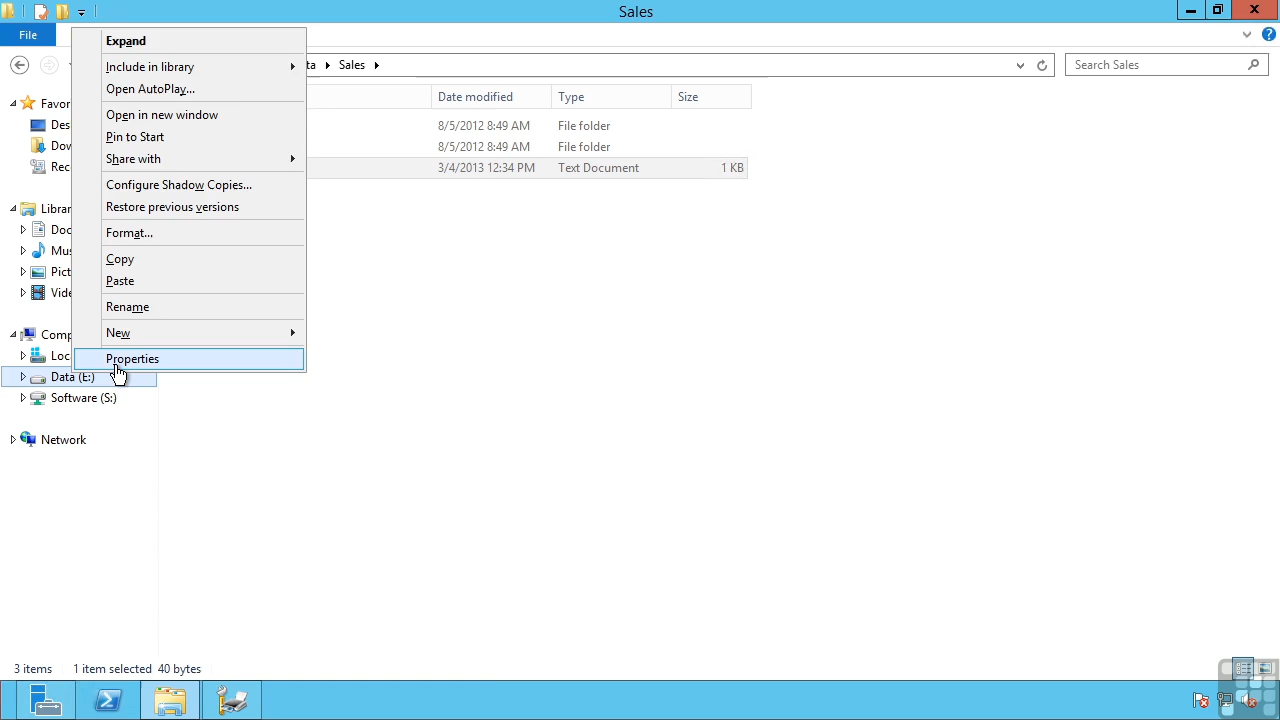 Sales
File
Expand
Include in library
Open AutoPlay...
Open in new window
Pin to Start
Share with
Configure Shadow Copies...
Restore previous versions
Format...
Copy
Paste
Rename
New
Properties
ta Sales
Search Sales
Date modified Type Size
8/5/2012 8:49 AM File folder
8/5/2012 8:49 AM File folder
3/4/2013 12:34 PM Text Document 1 KB
Favor
Des
Dow
Rece
Librar
Doc
Mus
Pict
Vide
Comp
Loc
Data (E:)
Software (S:)
Network
3 items 1 item selected 40 bytes